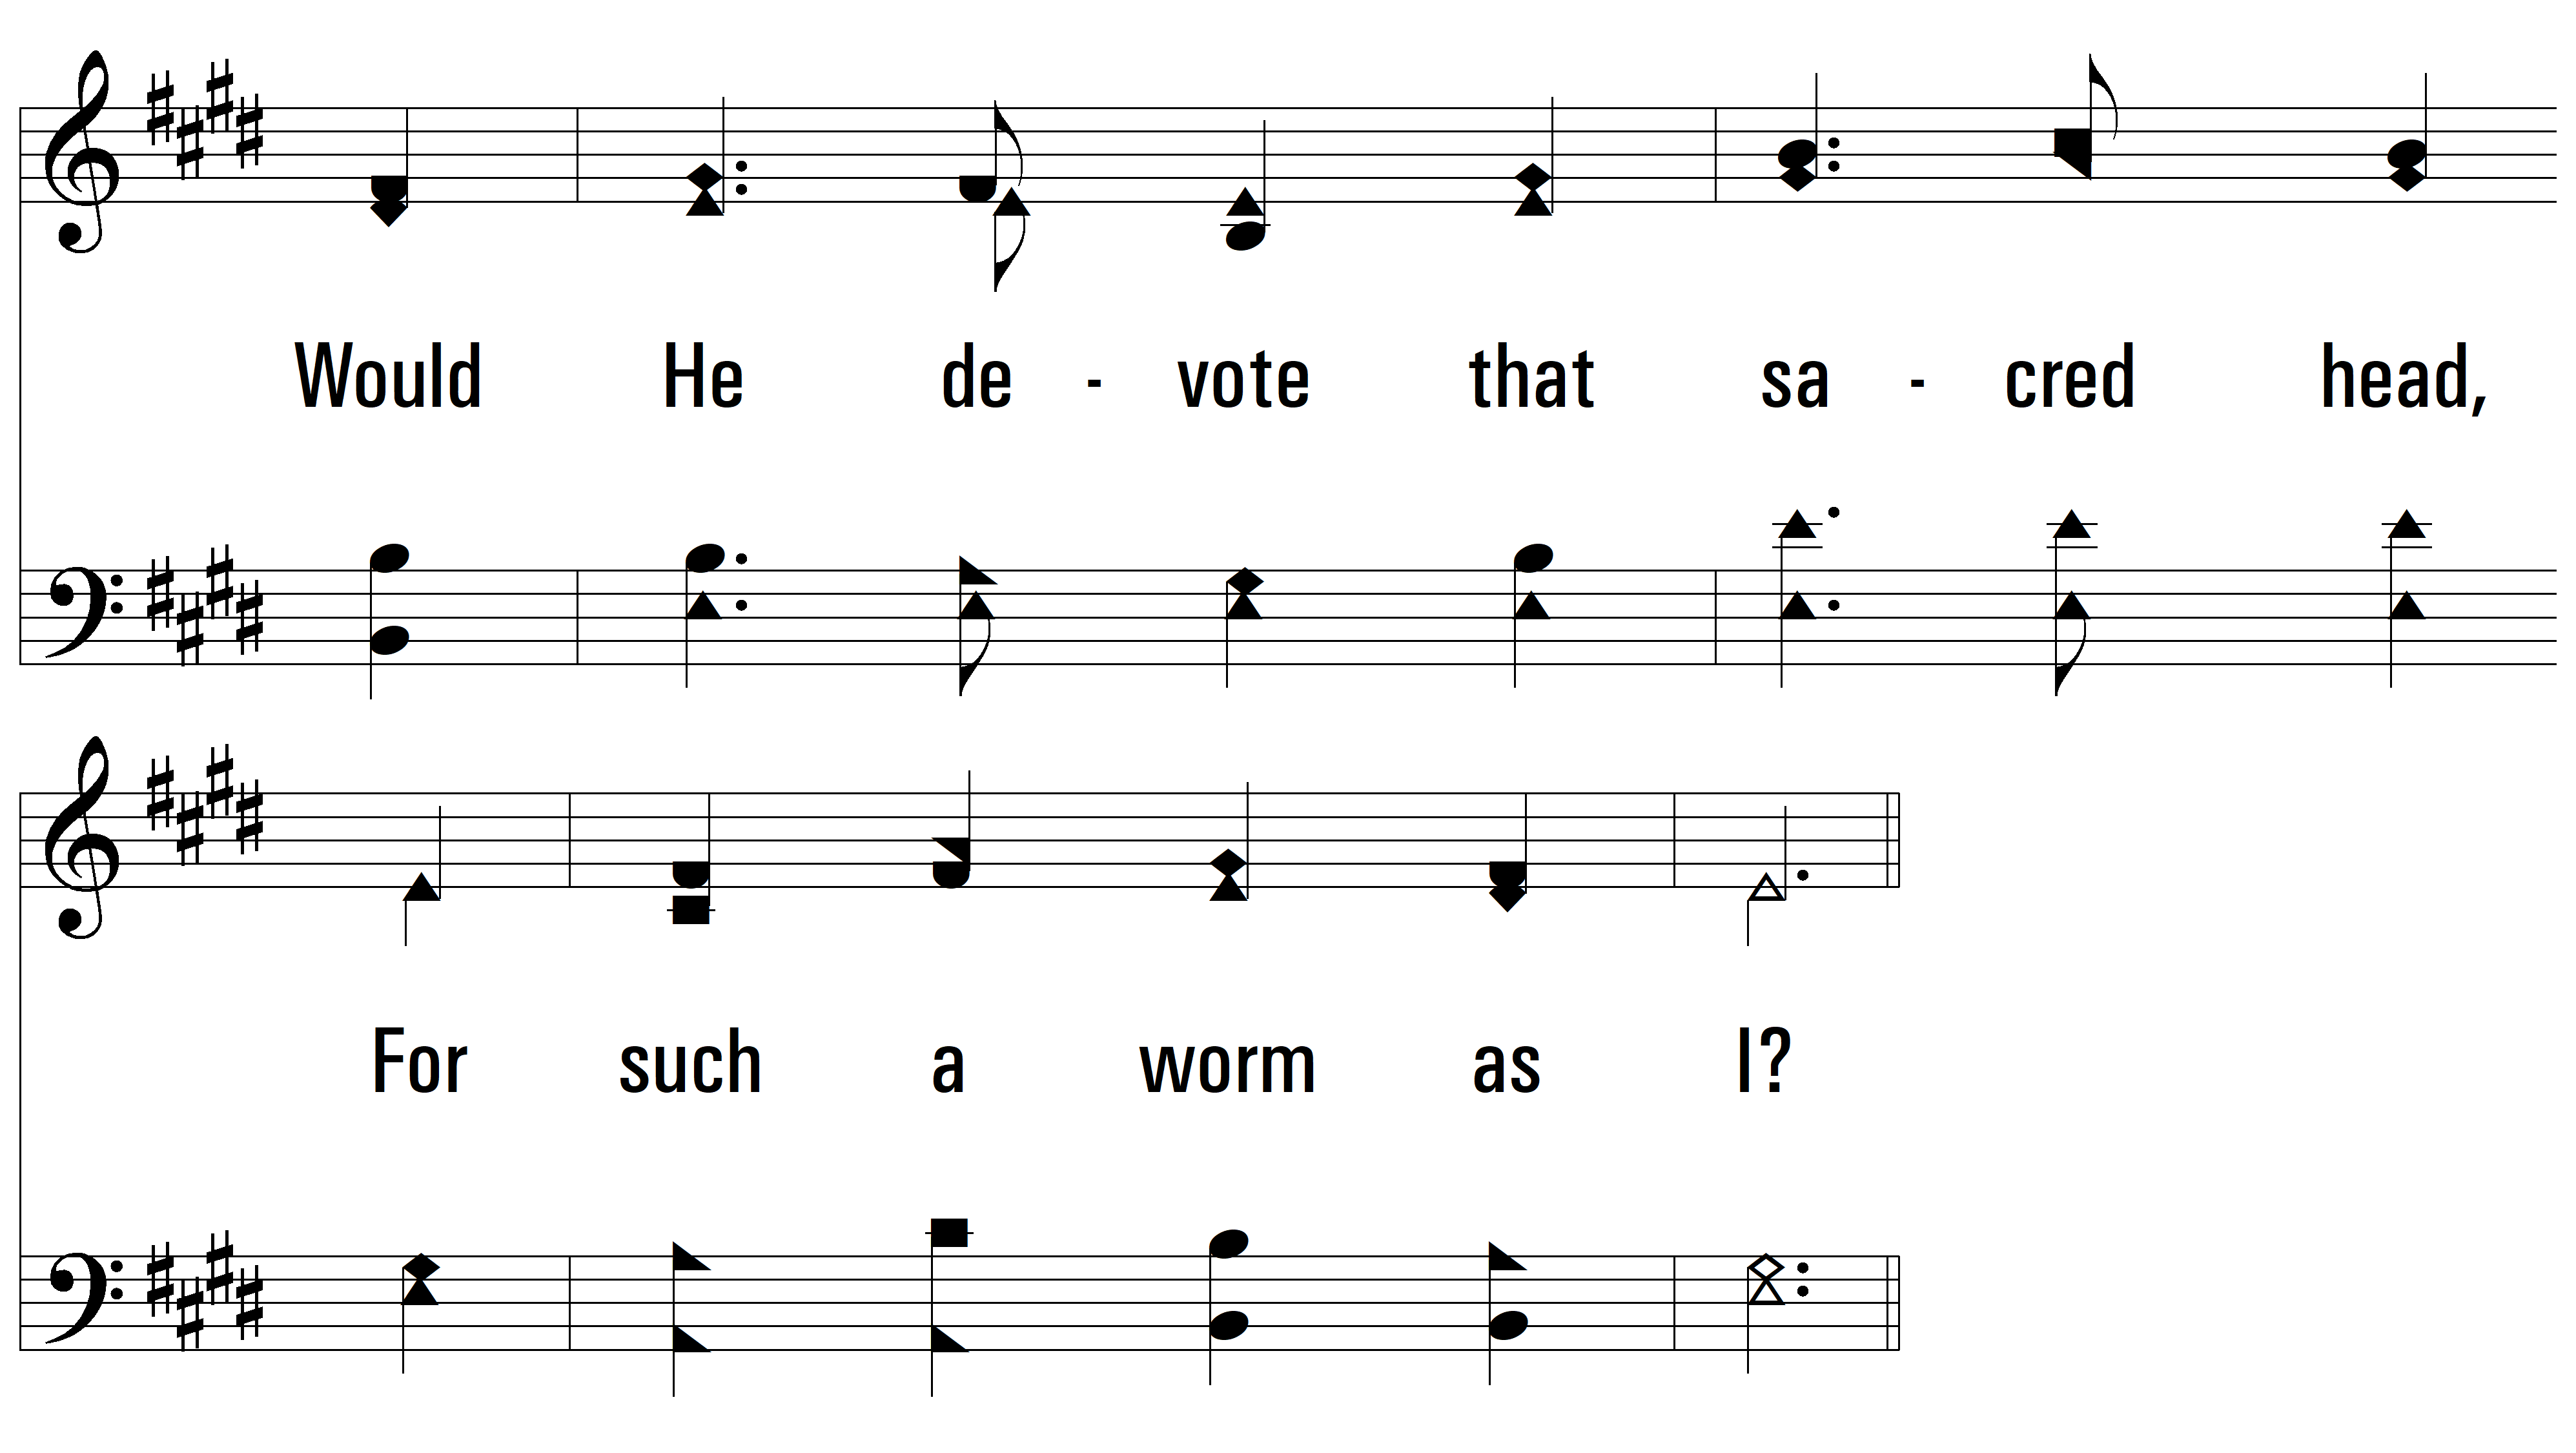 Would He de - vote that sa - cred head,
For such a worm as I?